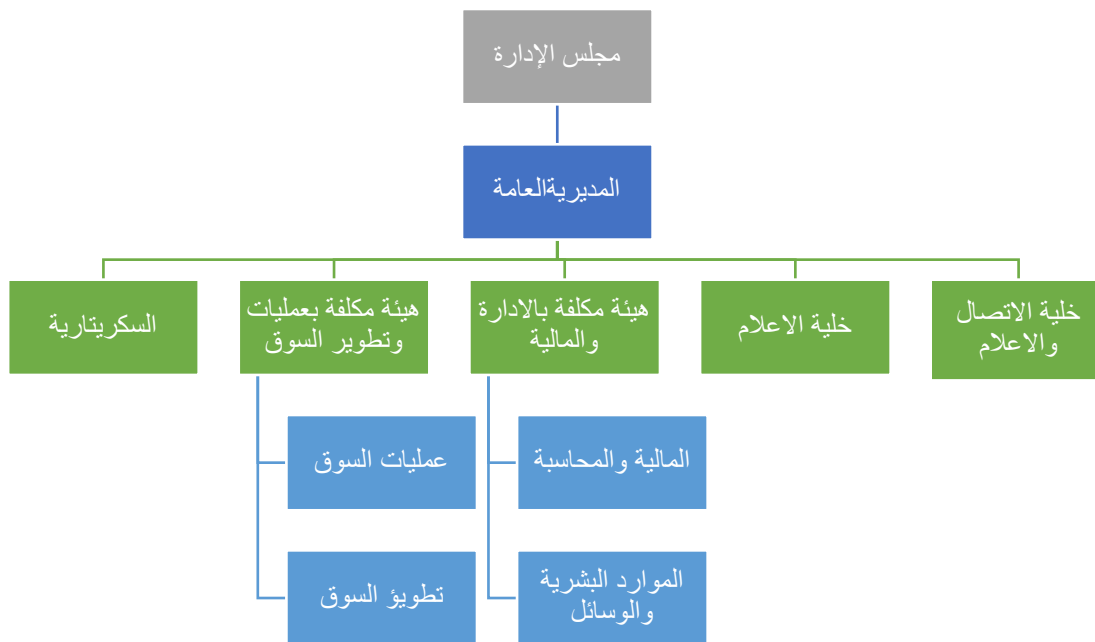 مجلس الإدارة
المديريةالعامة
خلية الاتصال
والاعلام
خلية الاعلام
هيئة مكلفة بالادارة
والمالية
هيئة مكلفة بعمليات
وتطوير السوق
السكريتارية
المالية والمحاسبة
عمليات السوق
الموارد البشرية
والوسائل
تطويؤ السوق